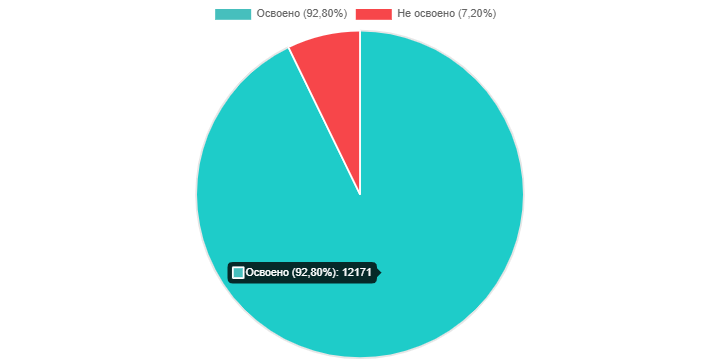 Освоено (92,80%) Не освоено (7,20%)
Освоено (92,80%): 12171